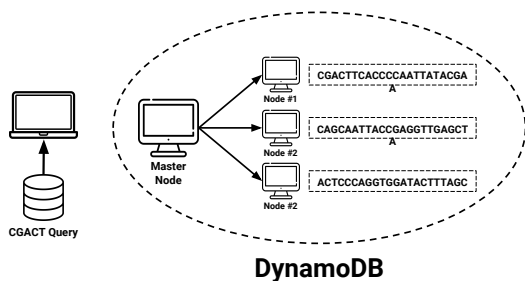 CGACTTCACCCCAATTATACGA
A
Node #1
CAGCAATTACCGAGGTTGAGCT
A
Node #2
Master
Node
ACTCCCAGGTGGATACTTTAGC
Node #2
CGACT Query
DynamoDB